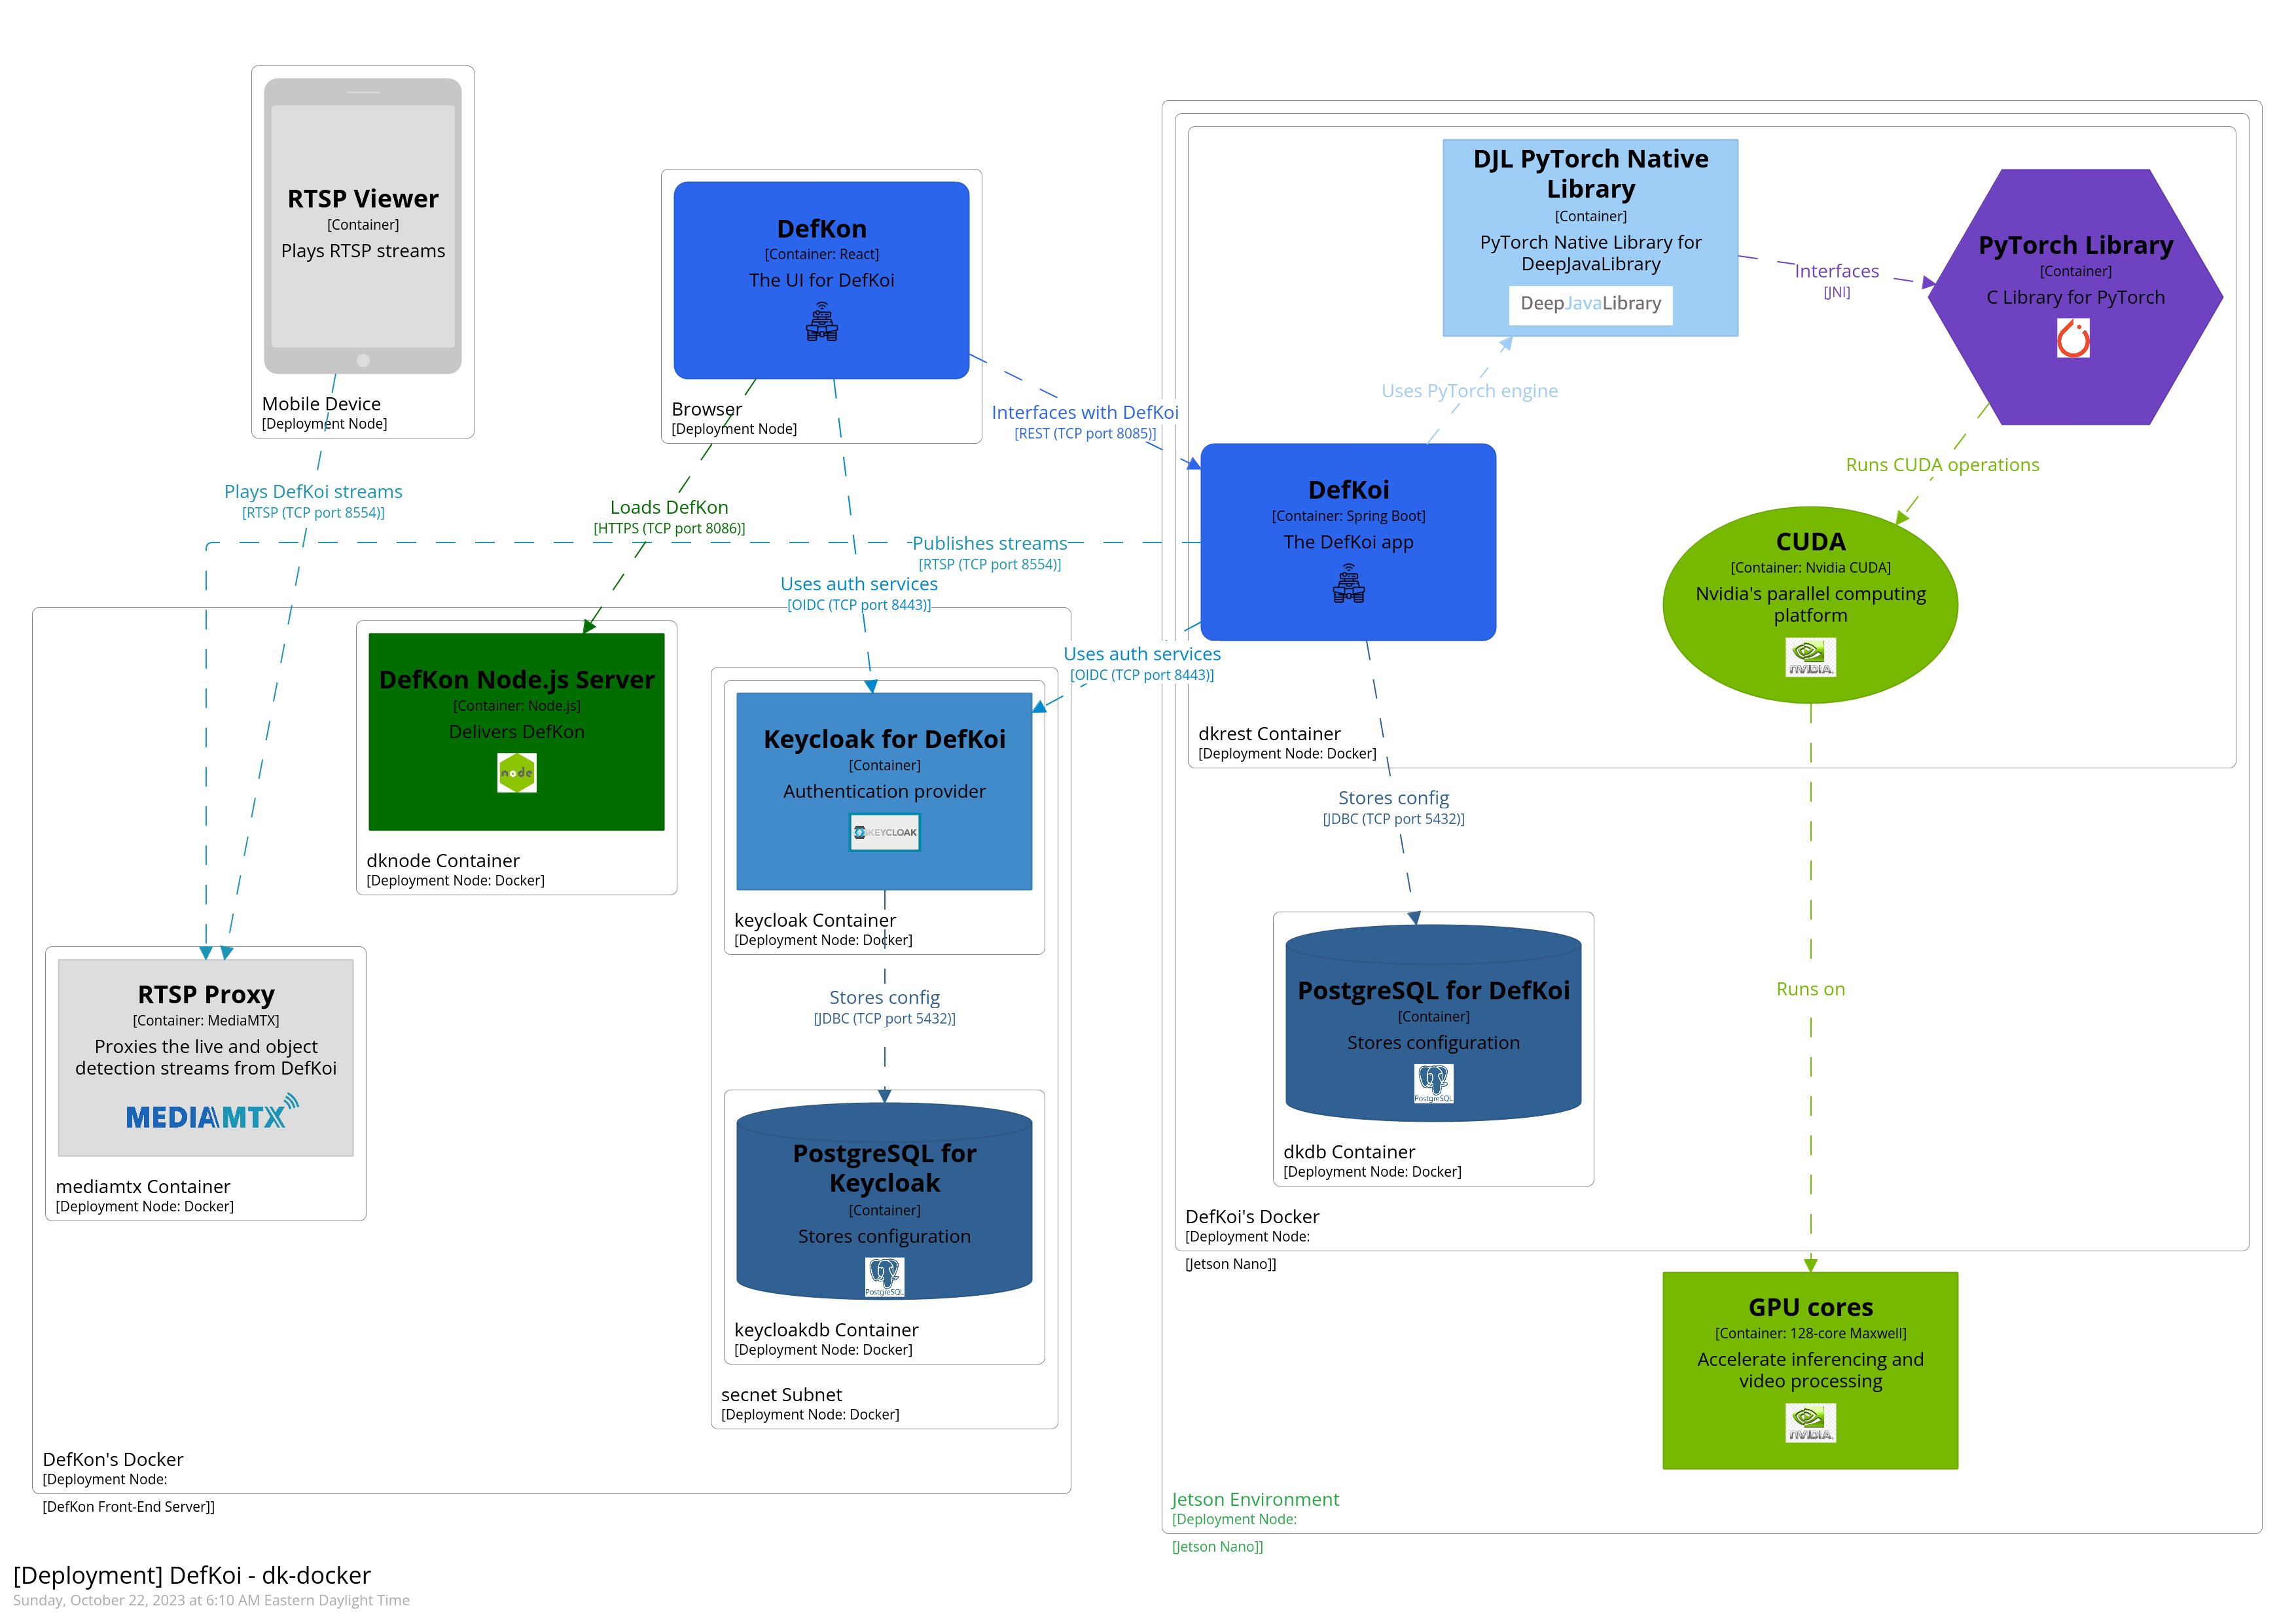 RTSP Viewer
[Container]
Plays RTSP streams
Mobile Device
[Deployment Node]
DefKon
[Container: React]
The UI for DefKoi
Browser
[Deployment Node]
DJL PyTorch Native
Library
[Container]
PyTorch Native Library for
DeepJavaLibrary
DeepJavaLibrary
Interfaces
[JNI]
PyTorch Library
[Container]
C Library for PyTorch
Uses PyTorch engine
Interfaces with DefKoi
[REST (TCP port 8085)]
Runs CUDA operations
Plays DefKoi streams
[RTSP (TCP port 8554)]
Loads DefKon
[HTTPS (TCP port 8086)]
Publishes streams
[RTSP (TCP port 8554)]
Uses auth services
[OIDC (TCP port 8443)]
DefKoi
[Container: Spring Boot]
The DefKoi app
CUDA
[Container: Nvidia CUDA]
Nvidia's parallel computing
platform
NVIDIA.
Uses auth services
[OIDC (TCP port 8443)]
dkrest Container
[Deployment Node: Docker]
DefKon Node.js Server
[Container: Node.js]
Delivers DefKon
node
dknode Container
[Deployment Node: Docker]
Keycloak for DefKoi
[Container]
Authentication provider
KEYCLOAK
keycloak Container
[Deployment Node: Docker]
Stores config
[JDBC (TCP port 5432)]
Stores config
[JDBC (TCP port 5432)]
Runs on
RTSP Proxy
[Container: MediaMTX]
Proxies the live and object
detection streams from DefKoi
MEDIAMTX
mediamtx Container
[Deployment Node: Docker]
PostgreSQL for DefKoi
[Container]
Stores configuration
PostgreSQL
dkdb Container
[Deployment Node: Docker]
PostgreSQL for
Keycloak
[Container]
Stores configuration
PostgreSQL
keycloakdb Container
[Deployment Node: Docker]
secnet Subnet
[Deployment Node: Docker]
DefKoi's Docker
[Deployment Node:
[Jetson Nano]]
GPU cores
[Container: 128-core Maxwell]
Accelerate inferencing and
video processing
NVIDIA.
DefKon's Docker
[Deployment Node:
[DefKon Front-End Server]]
Jetson Environment
[Deployment Node:
[Jetson Nano]]
[Deployment] DefKoi - dk-docker
Sunday, October 22, 2023 at 6:10 AM Eastern Daylight Time